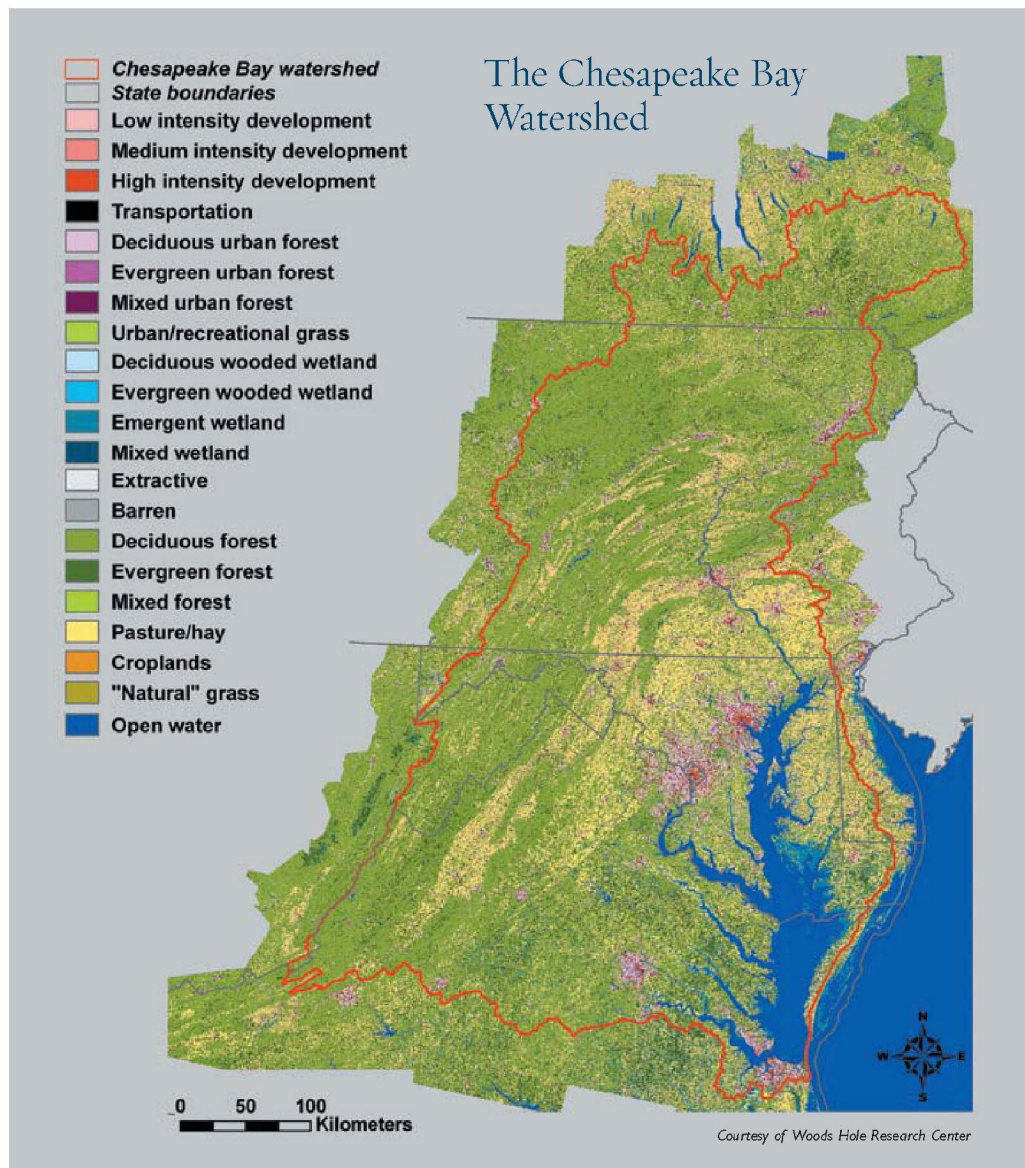 The Chesapeake Bay
Watershed
Chesapeake Bay watershed
State boundaries
Low intensity development
Medium intensity development
High intensity development
Transportation
Deciduous urban forest
Evergreen urban forest
Mixed urban forest
Urban/recreational grass
Deciduous wooded wetland
Evergreen wooded wetland
Emergent wetland
Mixed wetland
Extractive
Barren
Deciduous forest
Evergreen forest
Mixed forest
Pasture/hay
Croplands
"Natural" grass
Open water
N
W E
S
0 50 100
Kilometers
Courtesy of Woods Hole Research Center